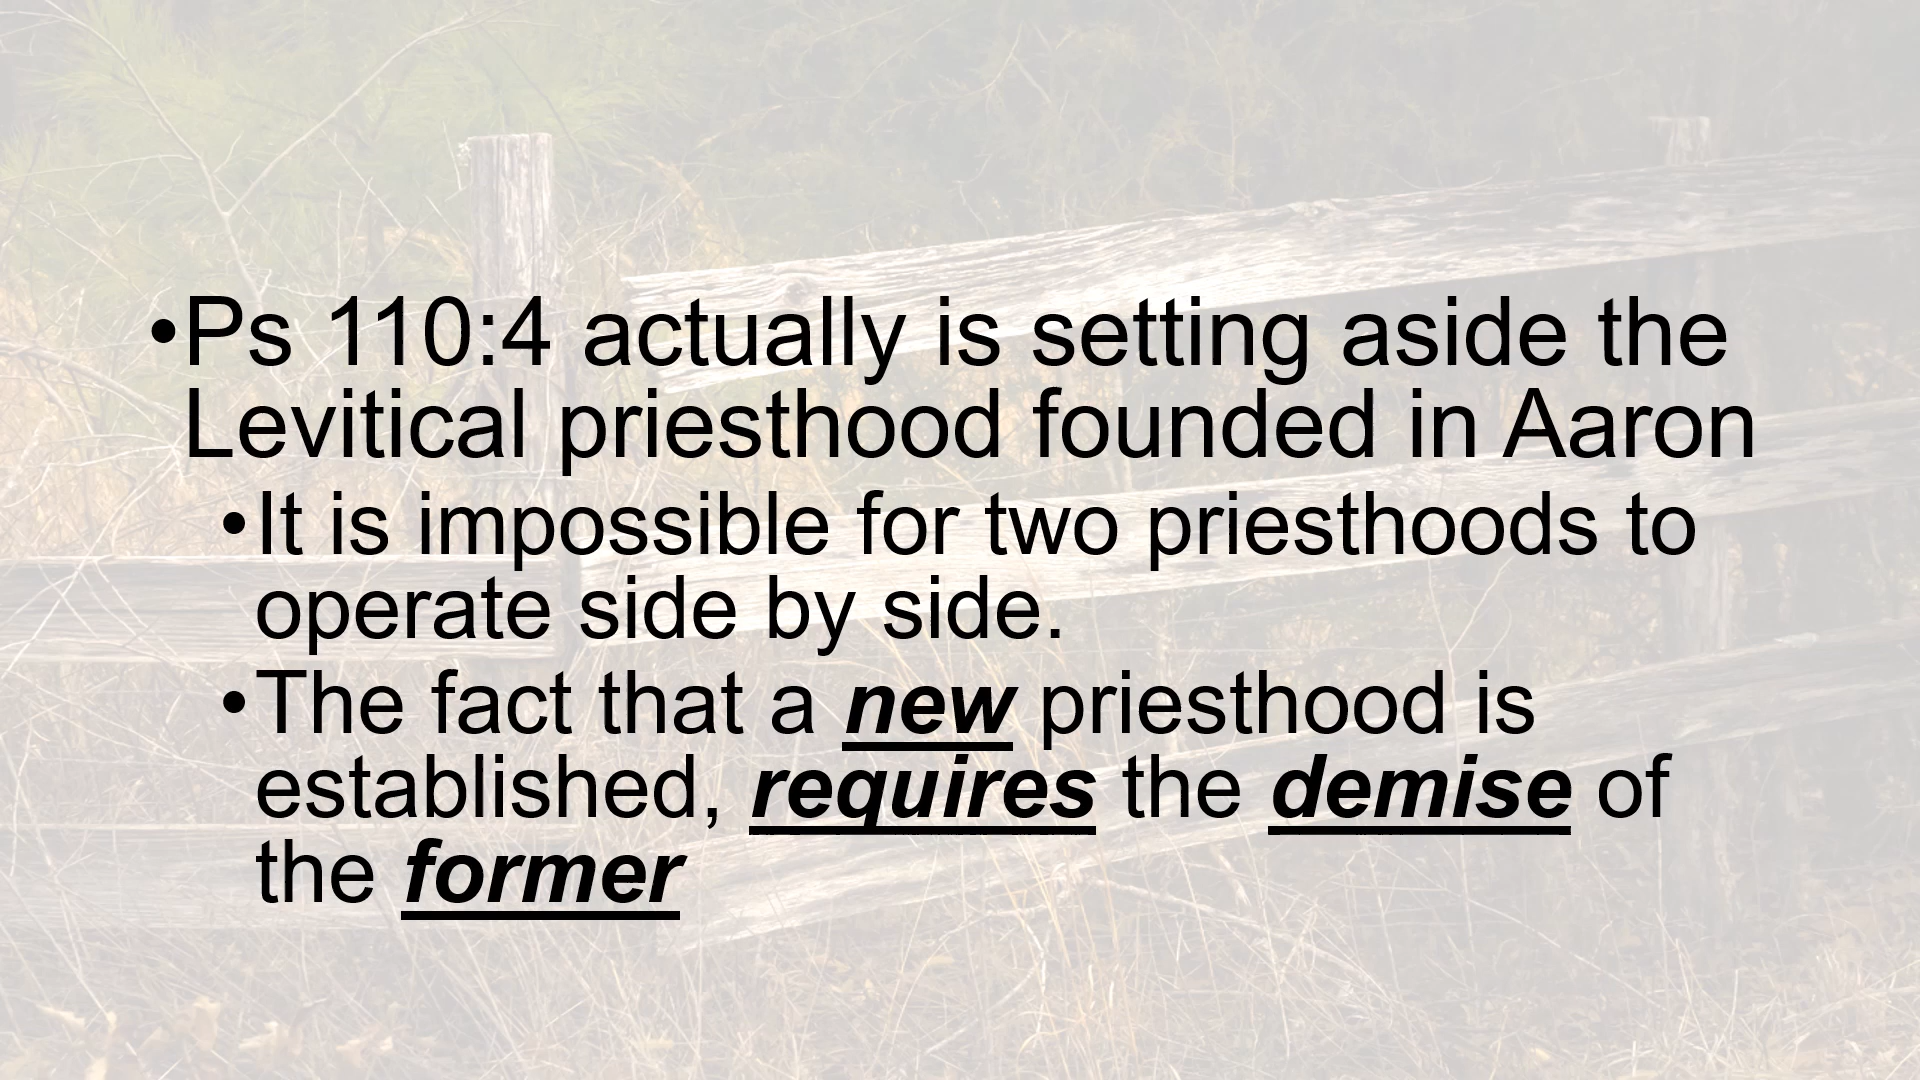 •Ps 110:4 actually is setting aside the
Levitical priesthood founded in Aaron
•It is impossible for two priesthoods to
operate side by side.
•The fact that a new priesthood is
established, requires the demise of
the former